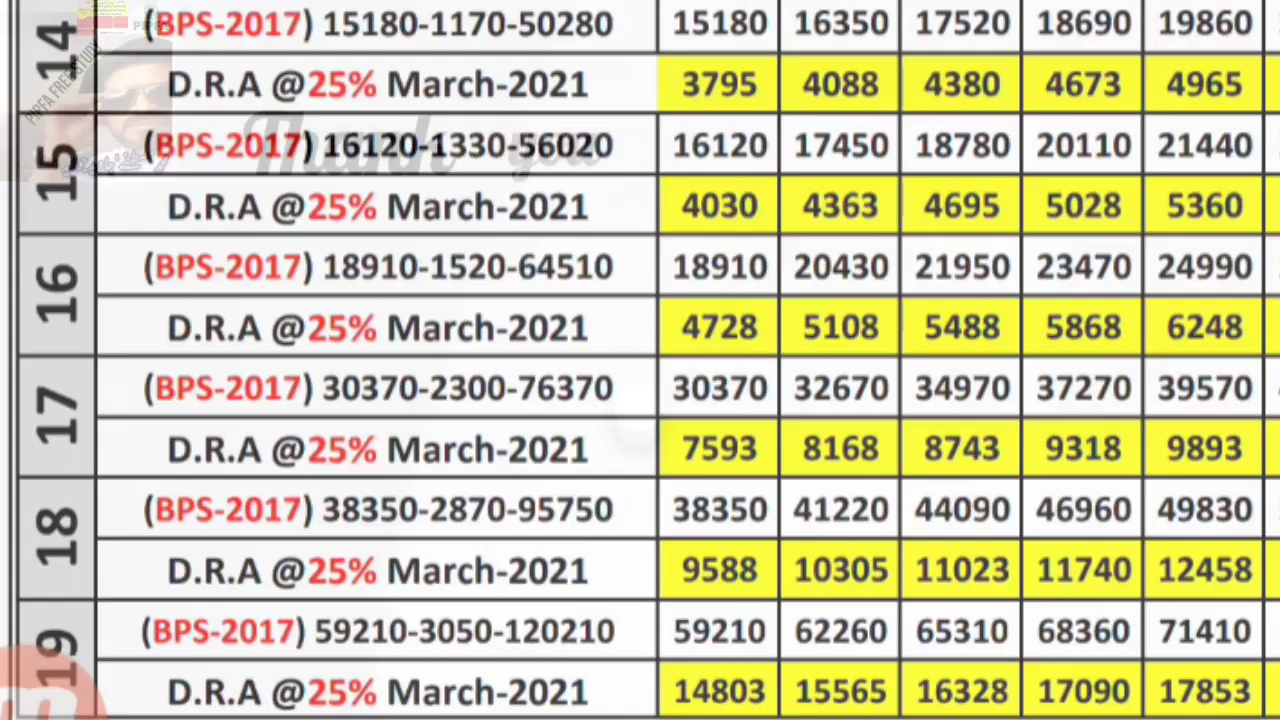 14
(BPS-2017) 15180-1170-50280 15180 16350 17520 18690 19860
D.R.A @25% March-2021 3795 4088 4380 4673 4965
PIPFA FREE STUDY
Thank you
15
(BPS-2017) 16120-1330-56020 16120 17450 18780 20110 21440
D.R.A @25% March-2021 4030 4363 4695 5028 5360
16
(BPS-2017) 18910-1520-64510 18910 20430 21950 23470 24990
D.R.A @25% March-2021 4728 5108 5488 5868 6248
17
(BPS-2017) 30370-2300-76370 30370 32670 34970 37270 39570
D.R.A @25% March-2021 7593 8168 8743 9318 9893
18
(BPS-2017) 38350-2870-95750 38350 41220 44090 46960 49830
D.R.A @25% March-2021 9588 10305 11023 11740 12458
19
(BPS-2017) 59210-3050-120210 59210 62260 65310 68360 71410
D.R.A @25% March-2021 14803 15565 16328 17090 17853